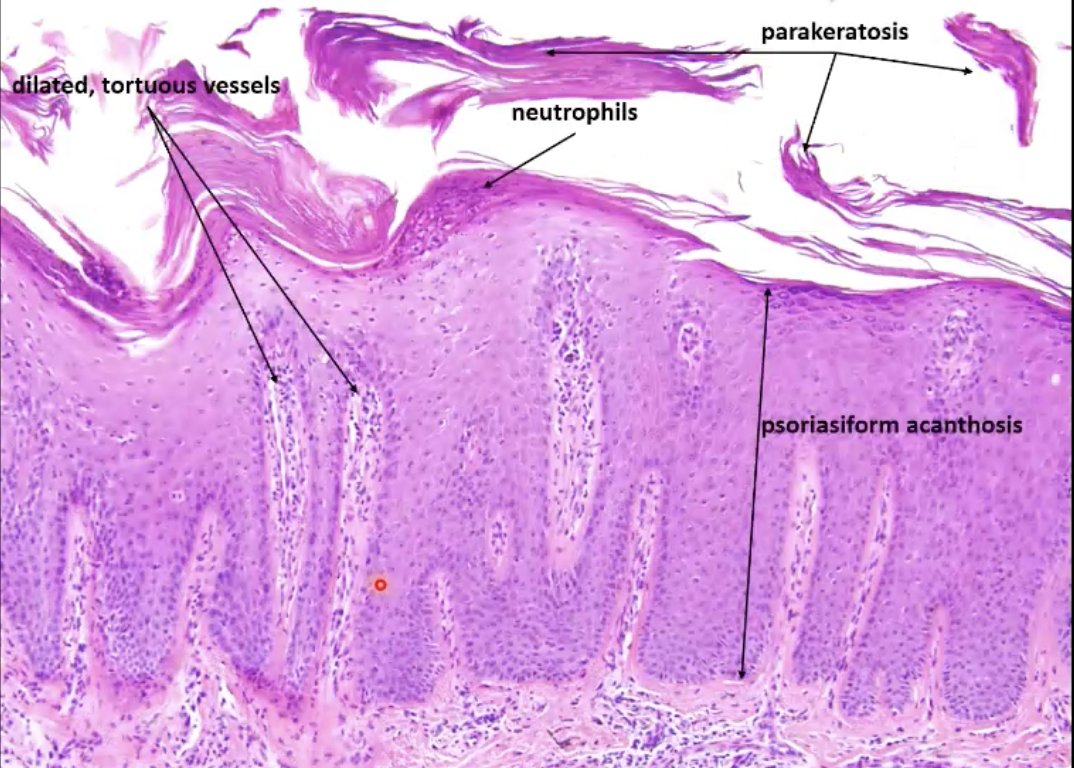 parakeratosis
dilated, tortuous vessels
neutrophils
psoriasiform acanthosis